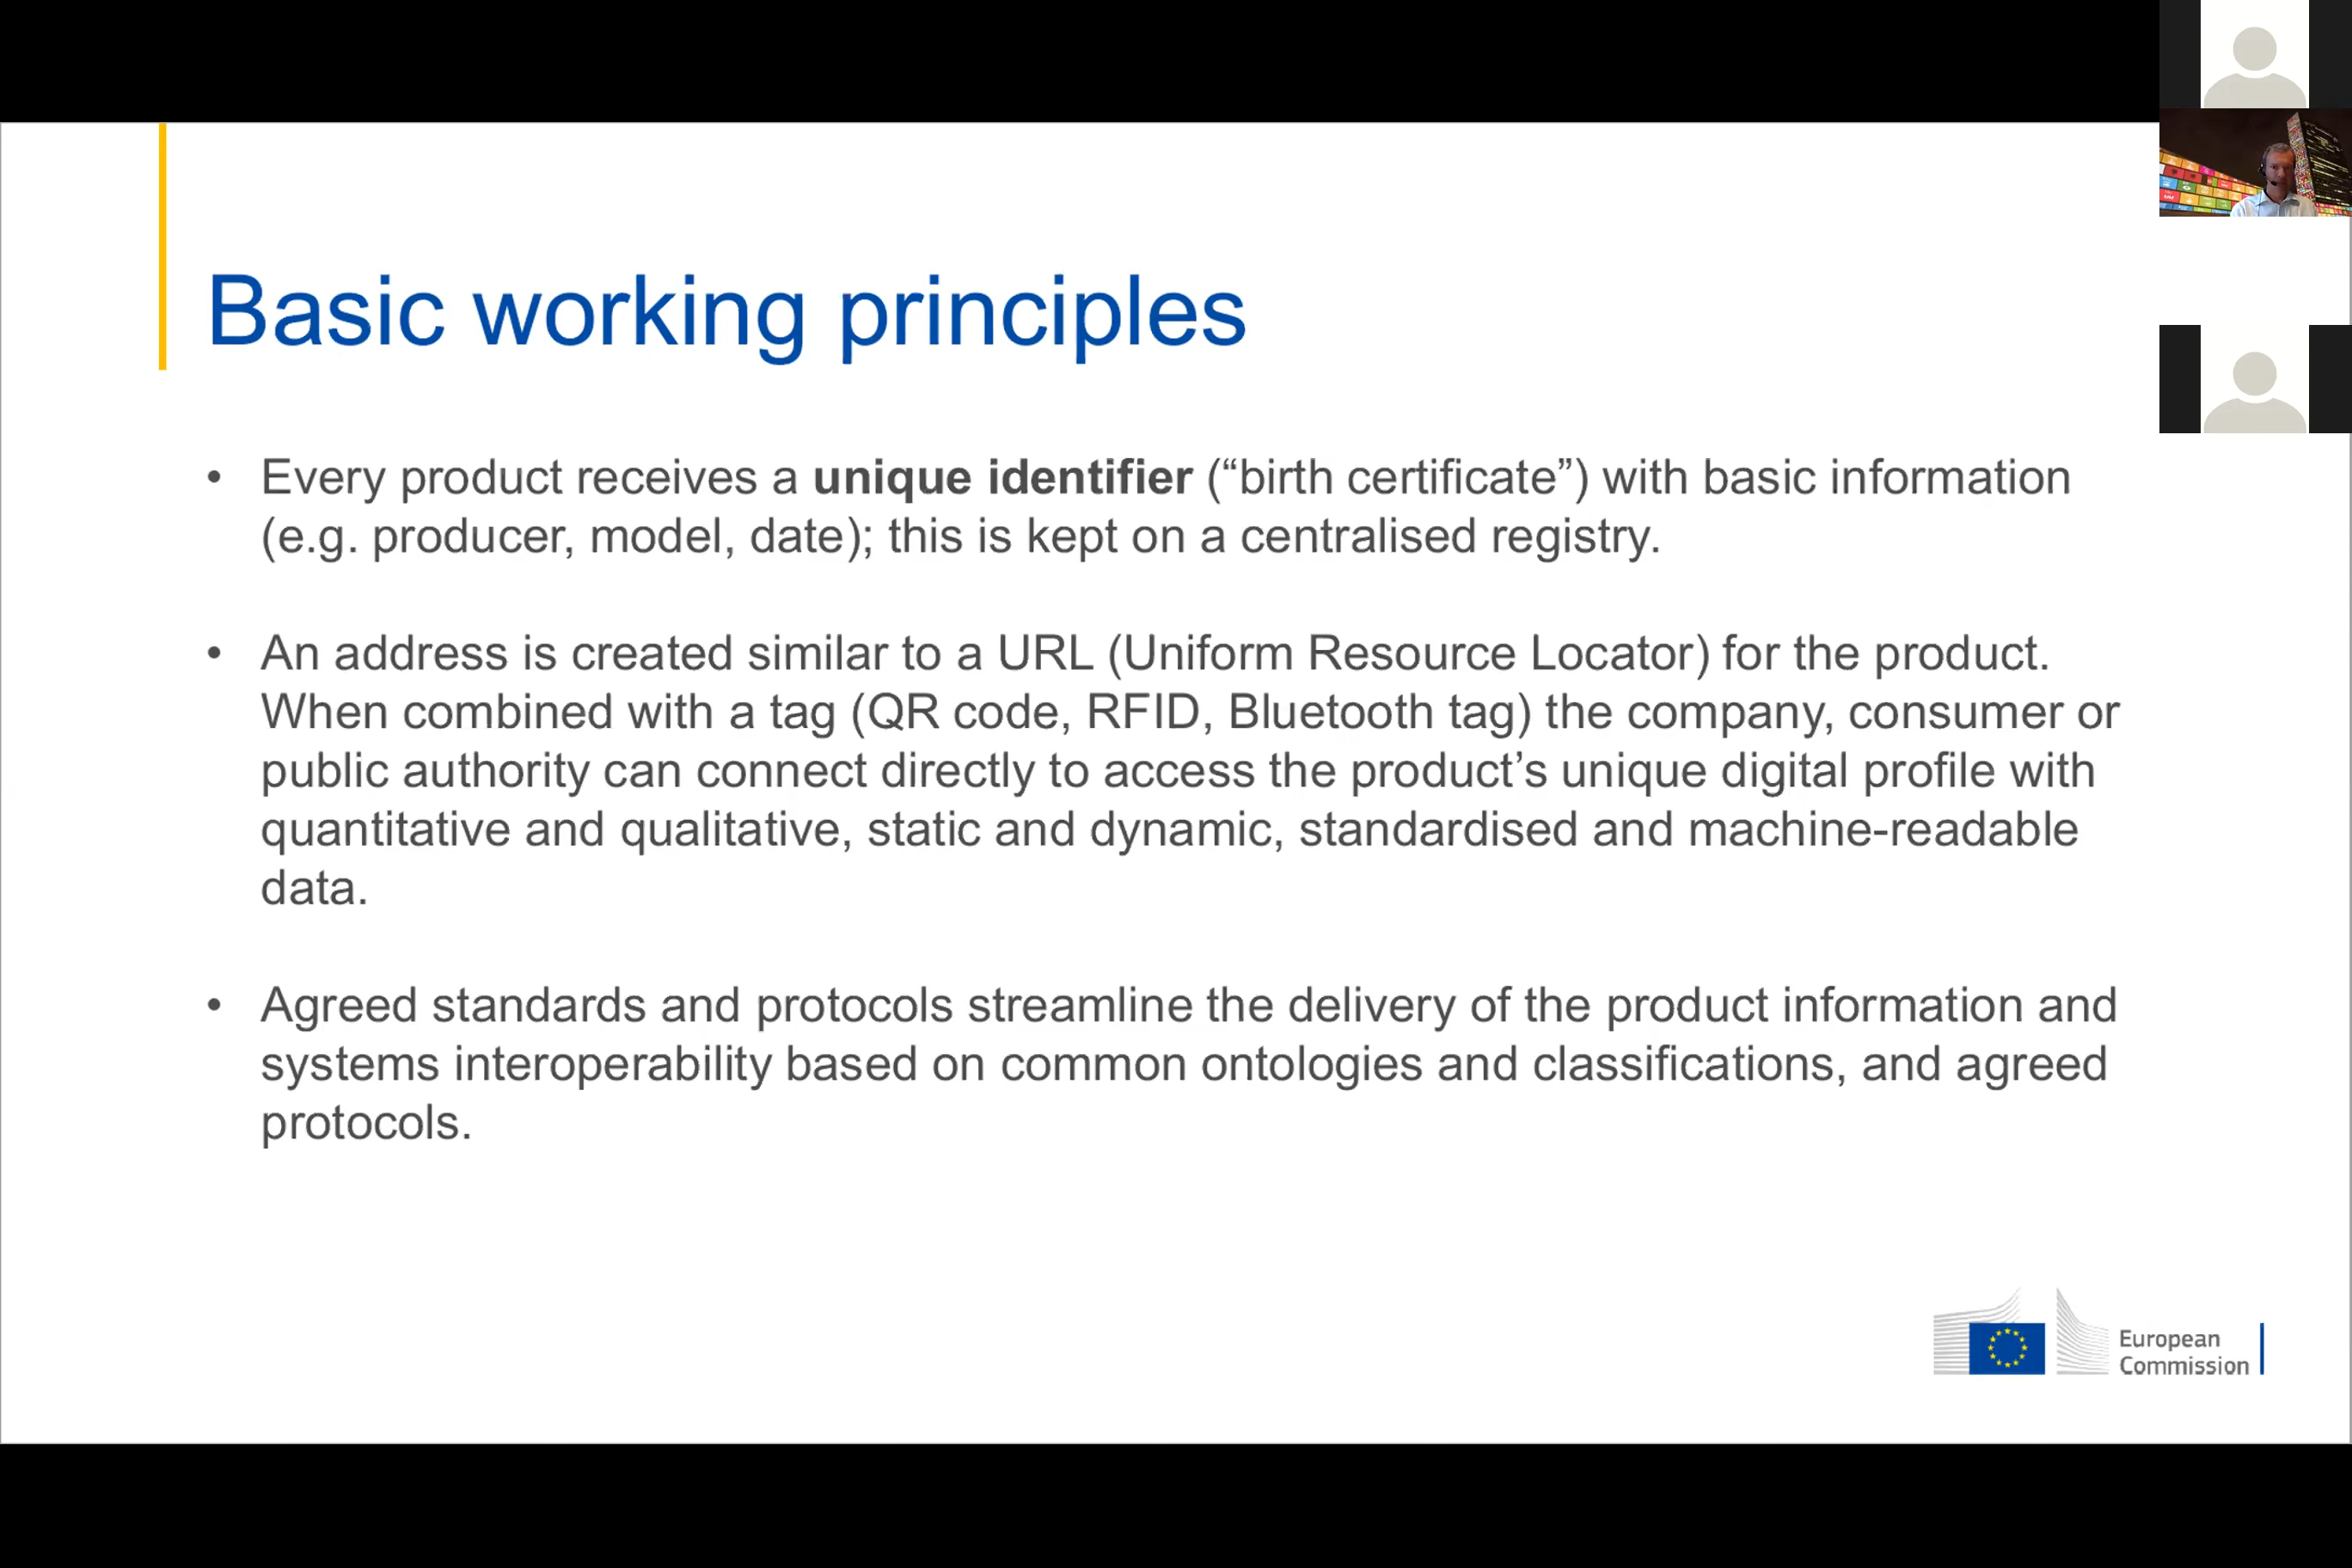 Basic working principles
• Every product receives a unique identifier (“birth certificate”) with basic information
(e.g. producer, model, date); this is kept on a centralised registry.
• An address is created similar to a URL (Uniform Resource Locator) for the product.
When combined with a tag (QR code, RFID, Bluetooth tag) the company, consumer or
public authority can connect directly to access the product’s unique digital profile with
quantitative and qualitative, static and dynamic, standardised and machine-readable
data.
• Agreed standards and protocols streamline the delivery of the product information and
systems interoperability based on common ontologies and classifications, and agreed
protocols.
European
Commission